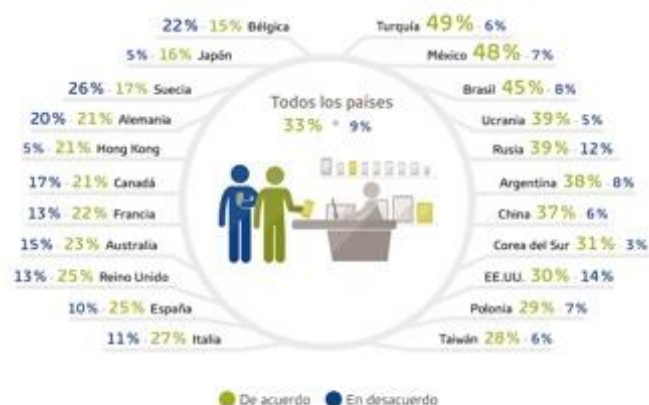 22% · 15% Bélgica
5% · 16% Japón
26% · 17% Suecia
20% · 21% Alemania
5% · 21% Hong Kong
17% · 21% Canadá
13% · 22% Francia
15% · 23% Australia
13% · 25% Reino Unido
10% · 25% España
11% · 27% Italia
Todos los países
33% · 9%
Turquía 49% · 6%
México 48% · 7%
Brasil 45% · 8%
Ucrania 39% · 5%
Rusia 39% · 12%
Argentina 38% · 8%
China 37% · 6%
Corea del Sur 31% · 3%
EE.UU. 30% · 14%
Polonia 29% · 7%
Taiwán 28% · 6%
De acuerdo En desacuerdo